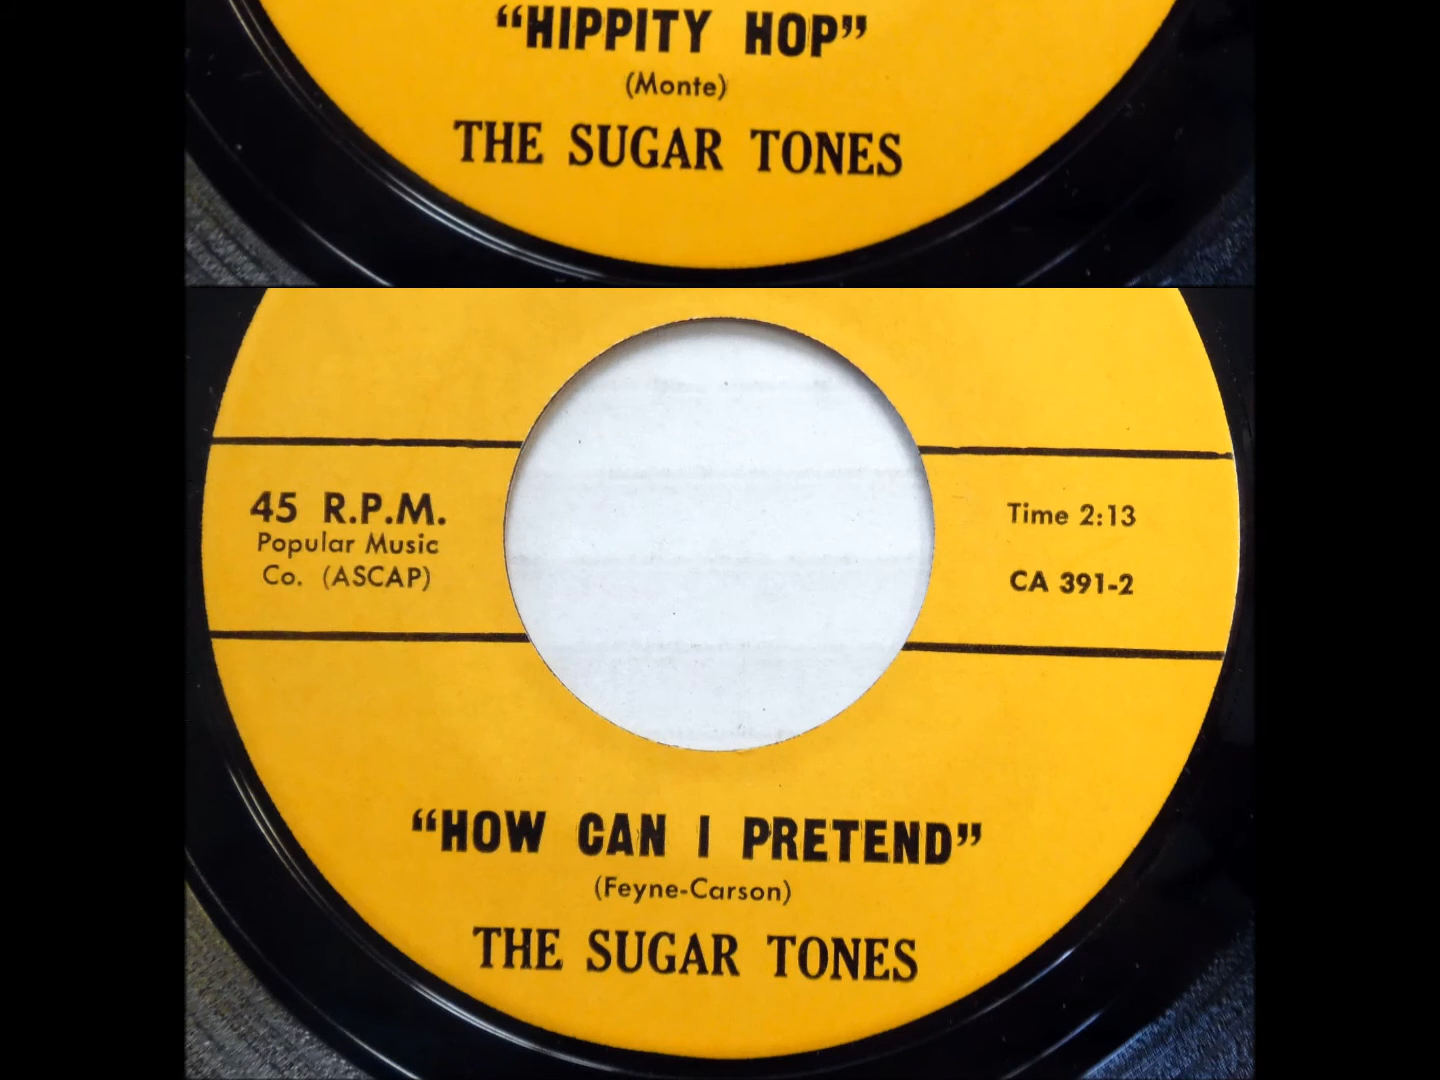 “HIPPITY HOP”
(Monte)
THE SUGAR TONES
45 R.P.M.
Popular Music
Co. (ASCAP)
Time 2:13
CA 391-2
“HOW CAN I PRETEND”
(Feyne-Carson)
THE SUGAR TONES